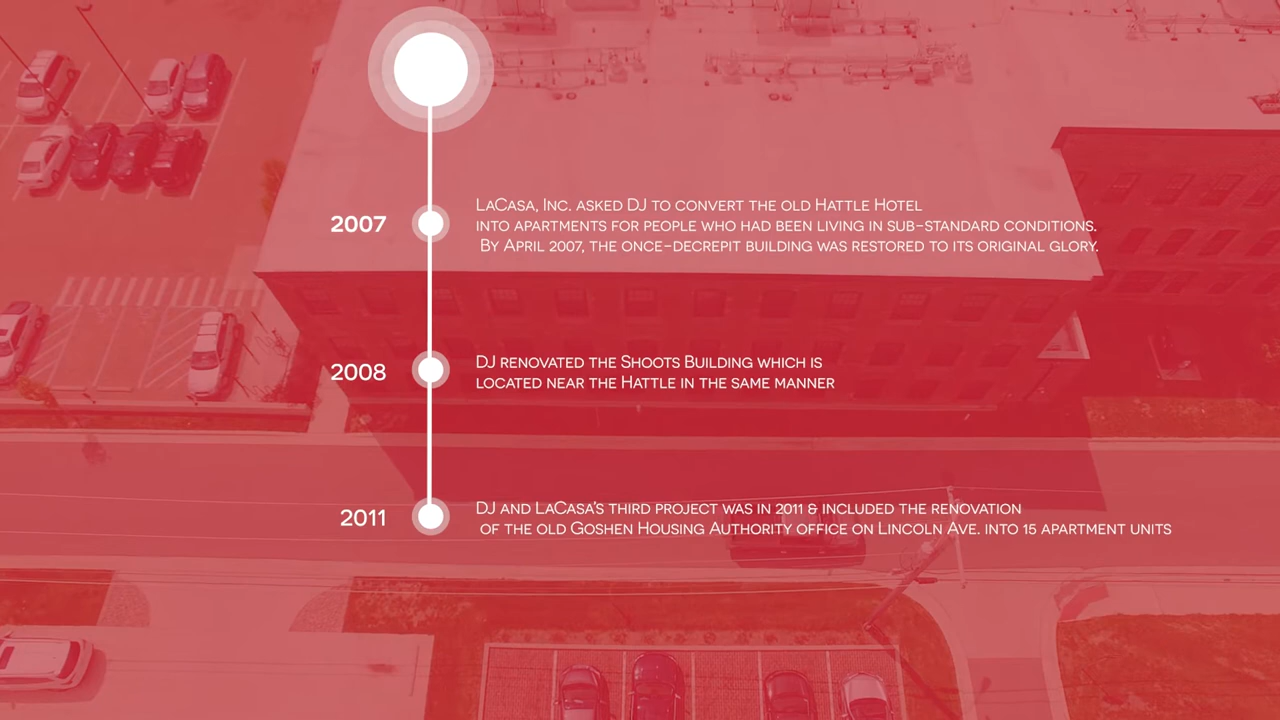 2007
LaCasa, Inc. asked DJ to convert the old Hattle Hotel
into apartments for people who had been living in sub-standard conditions.
By April 2007, the once-decrepit building was restored to its original glory.
2008
DJ renovated the Shoots Building which is
located near the Hattle in the same manner
2011
DJ and LaCasa's third project was in 2011 & included the renovation
of the old Goshen Housing Authority office on Lincoln Ave. into 15 apartment units